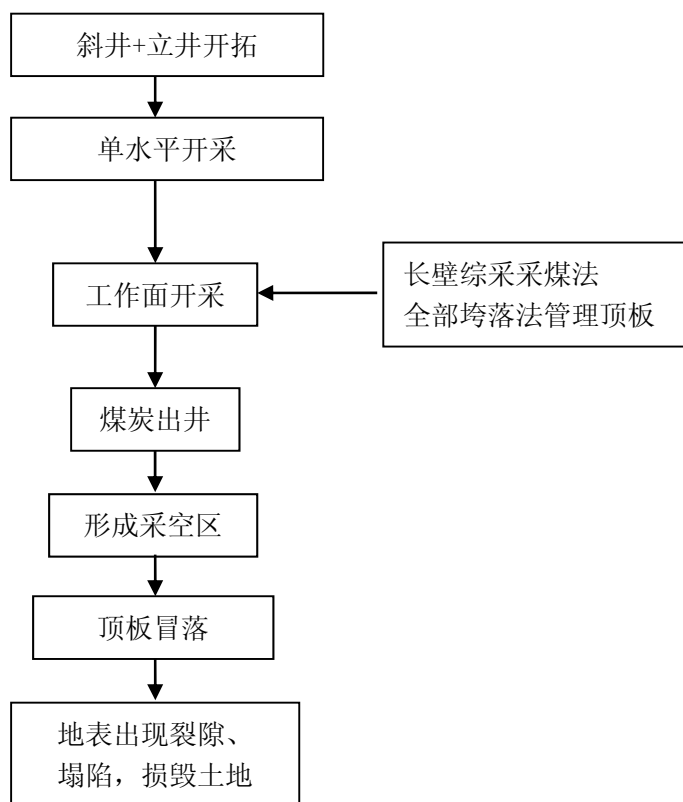 斜井+立井开拓
单水平开采
工作面开采
长壁综采采煤法
全部垮落法管理顶板
煤炭出井
形成采空区
顶板冒落
地表出现裂隙、
塌陷，损毁土地